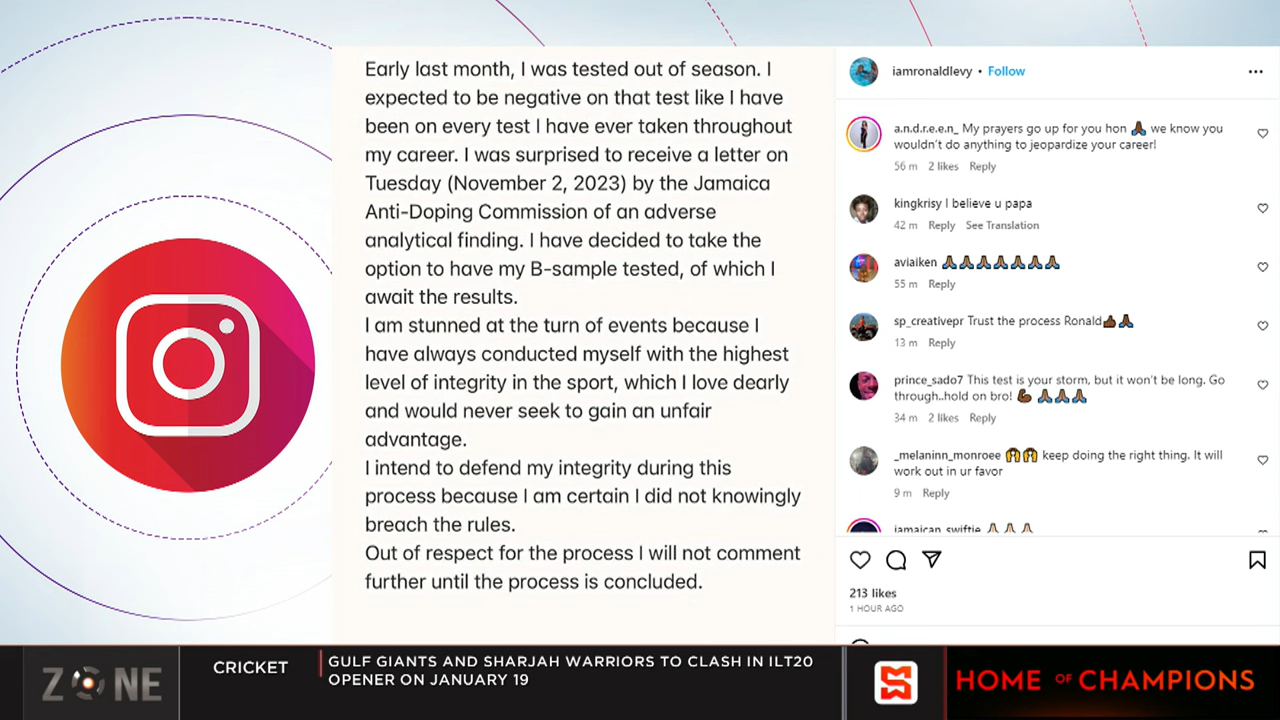 Early last month, I was tested out of season. I
expected to be negative on that test like I have
been on every test I have ever taken throughout
my career. I was surprised to receive a letter on
Tuesday (November 2, 2023) by the Jamaica
Anti-Doping Commission of an adverse
analytical finding. I have decided to take the
option to have my B-sample tested, of which I
await the results.
I am stunned at the turn of events because I
have always conducted myself with the highest
level of integrity in the sport, which I love dearly
and would never seek to gain an unfair
advantage.
I intend to defend my integrity during this
process because I am certain I did not knowingly
breach the rules.
Out of respect for the process I will not comment
further until the process is concluded.
iamronaldlevy • Follow
a.n.d.r.e.e.n_ My prayers go up for you hon 🙏🏾 we know you
wouldn't do anything to jeopardize your career!
56 m 2 likes Reply
kingkrisy I believe u papa
42 m Reply See Translation
aviaiken 🙏🏾🙏🏾🙏🏾🙏🏾🙏🏾🙏🏾🙏🏾
55 m Reply
sp_creativepr Trust the process Ronald👍🏾🙏🏾
13 m Reply
prince_sado7 This test is your storm, but it won't be long. Go
through..hold on bro! 💪🏾 🙏🏾🙏🏾🙏🏾
34 m 2 likes Reply
_melaninn_monroee 🙌🏾🙌🏾 keep doing the right thing. It will
work out in ur favor
9 m Reply
jamaican_swiftie 🙏🏾🙏🏾🙏🏾
213 likes
1 HOUR AGO
ZONE
CRICKET
GULF GIANTS AND SHARJAH WARRIORS TO CLASH IN ILT20
OPENER ON JANUARY 19
HOME OF CHAMPIONS